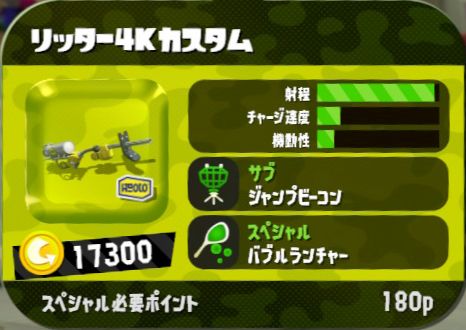 リッター4Kカスタム
射程
チャージ速度
機動性
サブ
ジャンプビーコン
スペシャル
バブルランチャー
17300
スペシャル必要ポイント 180p